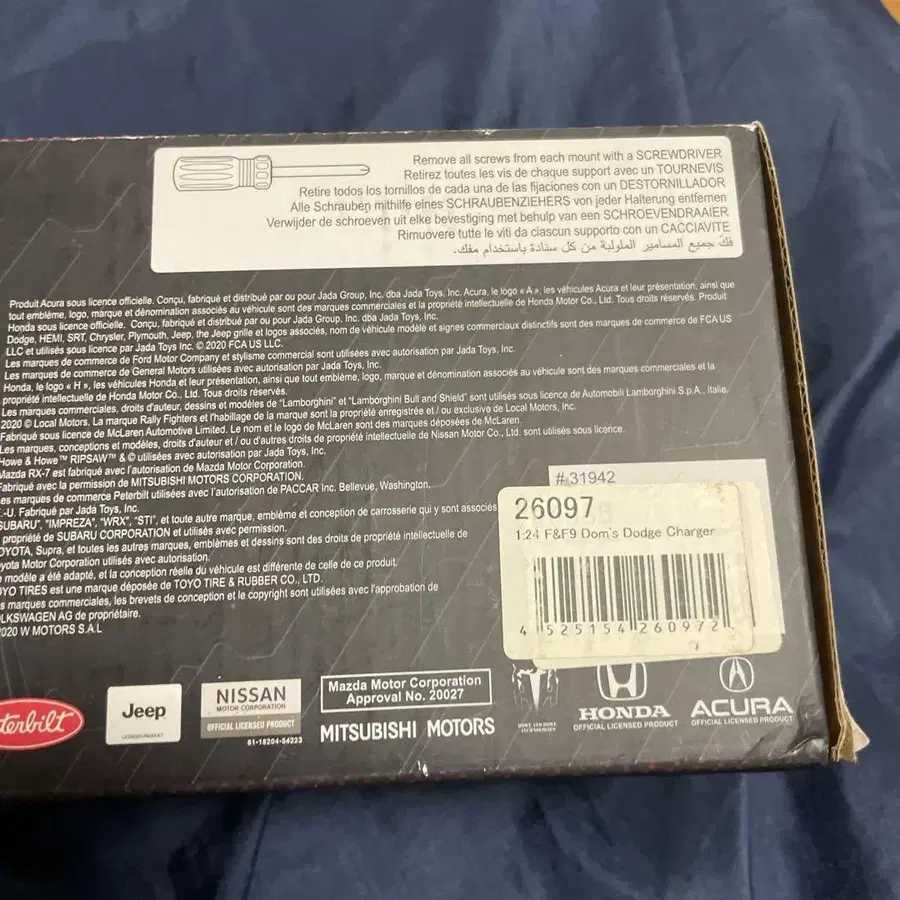 Remove all screws from each mount with a SCREWDRIVER
Retirez toutes les vis de chaque support avec un TOURNEVIS
Retire todos los tornillos de cada una de las fijaciones con un DESTORNILLADOR
Alle Schrauben mithilfe eines SCHRAUBENZIEHERS von jeder Halterung entfernen
Verwijder de schroeven uit elke bevestiging met behulp van een SCHROEVENDRAAIER
Rimuovere tutte le viti da ciascun supporto con un CACCIAVITE
فكّ جميع المسامير الملولبة من كل سنادة باستخدام مفك.
Produit Acura sous licence officielle. Conçu, fabriqué et distribué par ou pour Jada Group, Inc. dba Jada Toys, Inc. Acura, le logo « A », les véhicules Acura et leur présentation, ainsi que
tout emblème, logo, marque et dénomination associés au véhicule sont des marques commerciales et la propriété intellectuelle de Honda Motor Co., Ltd. Tous droits réservés. Produit
Honda sous licence officielle. Conçu, fabriqué et distribué par ou pour Jada Group, Inc. dba Jada Toys, Inc.
Dodge, HEMI, SRT, Chrysler, Plymouth, Jeep, the Jeep grille et logos associés, nom de véhicule modèle et signes commerciaux distinctifs sont des marques de commerce de FCA US
LLC et utilisés sous licence par Jada Toys Inc. © 2020 FCA US LLC.
Les marques de commerce de Ford Motor Company et stylisme commercial sont utilisées avec autorisation par Jada Toys, Inc.
Les marques de commerce de General Motors utilisées avec autorisation par Jada Toys, Inc.
Honda, le logo « H », les véhicules Honda et leur présentation, ainsi que tout emblème, logo, marque et dénomination associés au véhicule sont des marques commerciales et la
propriété intellectuelle de Honda Motor Co., Ltd. Tous droits réservés.
Les marques commerciales, droits d'auteur, dessins et modèles de "Lamborghini" et "Lamborghini Bull and Shield" sont utilisés sous licence de Automobili Lamborghini S.p.A., Italie.
2020 © Local Motors. La marque Rally Fighters et l'habillage de la marque sont la propriété enregistrée et / ou exclusive de Local Motors, Inc.
Fabriqué sous licence de McLaren Automotive Limited. Le nom et le logo de McLaren sont des marques déposées de McLaren.
Les marques, conceptions et modèles, droits d'auteur et / ou d'autres droits de propriété intellectuelle de Nissan Motor Co., Ltd. sont utilisés sous licence.
Howe & Howe™ RIPSAW™ & © utilisées avec autorisation par Jada Toys, Inc.
Mazda RX-7 est fabriqué avec l'autorisation de Mazda Motor Corporation.
Fabriqué avec la permission de MITSUBISHI MOTORS CORPORATION.
es marques commerciales Peterbilt utilisées avec l'autorisation de PACCAR Inc. Bellevue, Washington.
.-U. Fabriqué par Jada Toys, Inc.
SUBARU", "IMPREZA", "WRX", "STI", et toute autre marque, emblème et conception de carrosserie qui y sont associés
propriété de SUBARU CORPORATION et utilisés avec permission.
OYOTA, Supra, et toutes les autres marques, emblèmes et dessins sont des droits de propriété intellectuelle de
oyota Motor Corporation utilisés avec autorisation.
modèle a été adapté, et la conception réelle du véhicule est différente de celle de ce produit.
OYO TIRES est une marque déposée de TOYO TIRE & RUBBER CO., LTD.
s marques commerciales, les brevets de conception et le copyright sont utilisées avec l'approbation de
OLKSWAGEN AG de propriétaire.
2020 W MOTORS S.A.L
#31942
26097
1:24 F&F9 Dom's Dodge Charger
4 525154 260972
terbilt
Jeep
LICENSED PRODUCT
NISSAN
MOTOR CORPORATION
OFFICIAL LICENSED PRODUCT
81-18204-54223
Mazda Motor Corporation
Approval No. 20027
MITSUBISHI MOTORS
HOWE AND HOWE
TECHNOLOGIES
HONDA
OFFICIAL LICENSED PRODUCT
ACURA
OFFICIAL LICENSED PRODUCT